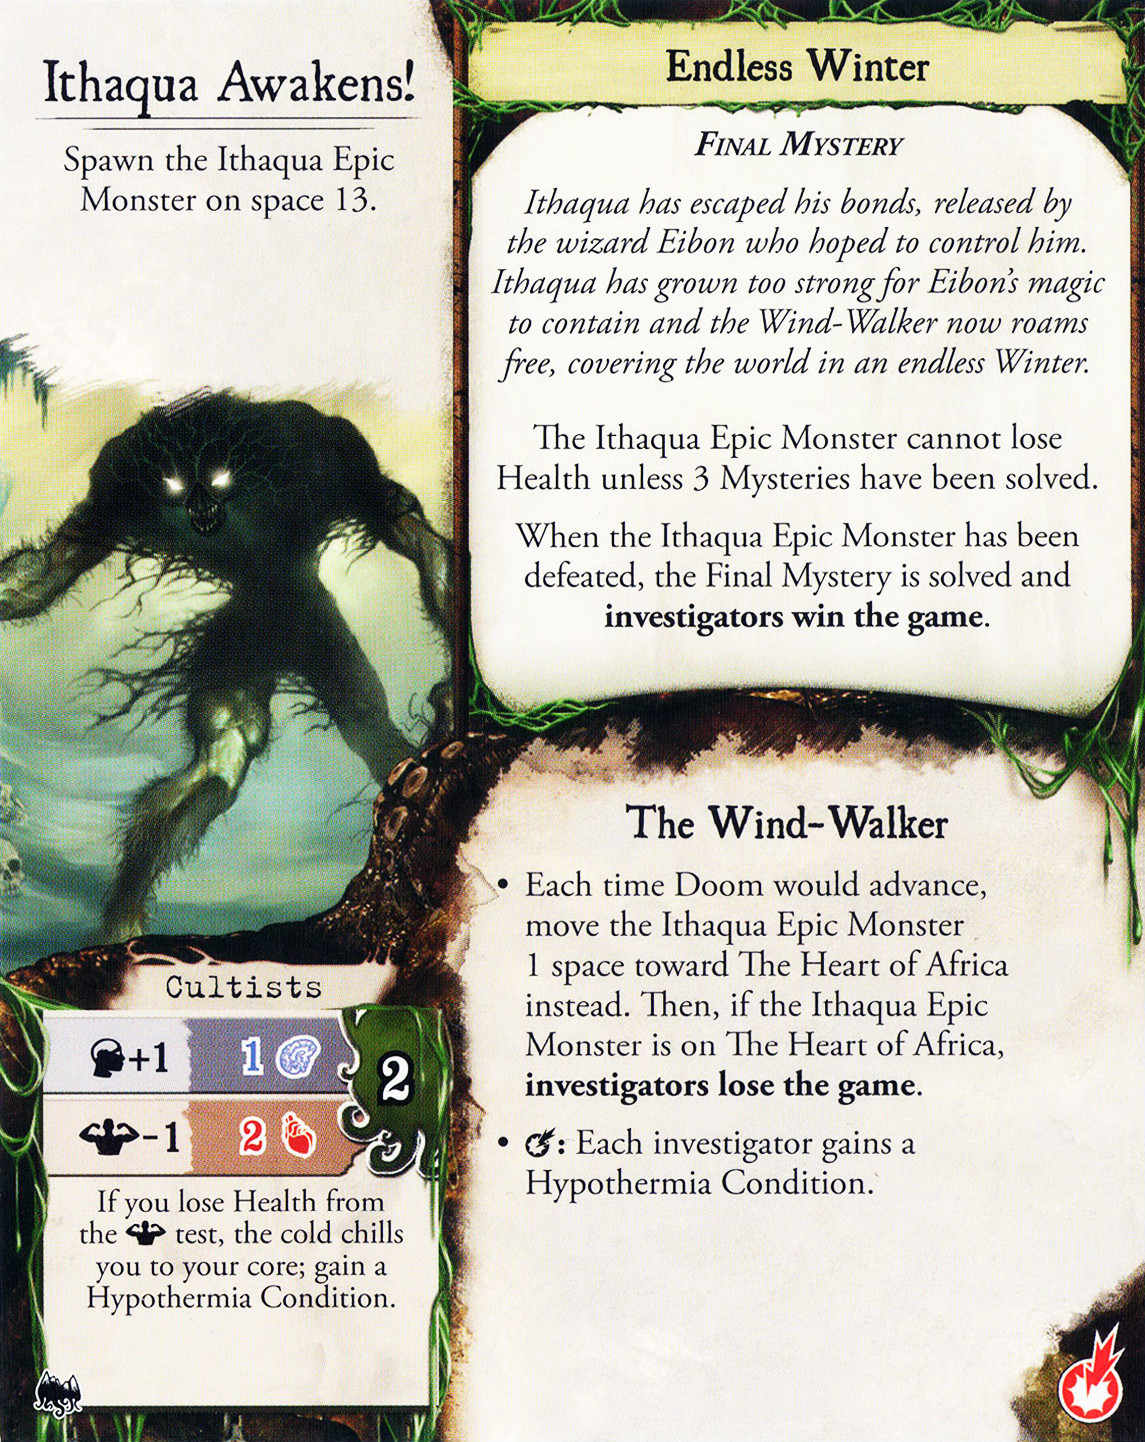 Ithaqua Awakens!
Spawn the Ithaqua Epic
Monster on space 13.
Endless Winter
Final Mystery
Ithaqua has escaped his bonds, released by
the wizard Eibon who hoped to control him.
Ithaqua has grown too strong for Eibon's magic
to contain and the Wind-Walker now roams
free, covering the world in an endless Winter.
The Ithaqua Epic Monster cannot lose
Health unless 3 Mysteries have been solved.
When the Ithaqua Epic Monster has been
defeated, the Final Mystery is solved and
investigators win the game.
The Wind-Walker
• Each time Doom would advance,
move the Ithaqua Epic Monster
1 space toward The Heart of Africa
instead. Then, if the Ithaqua Epic
Monster is on The Heart of Africa,
investigators lose the game.
• : Each investigator gains a
Hypothermia Condition.
Cultists
+1 1
2
-1 2
If you lose Health from
the test, the cold chills
you to your core; gain a
Hypothermia Condition.